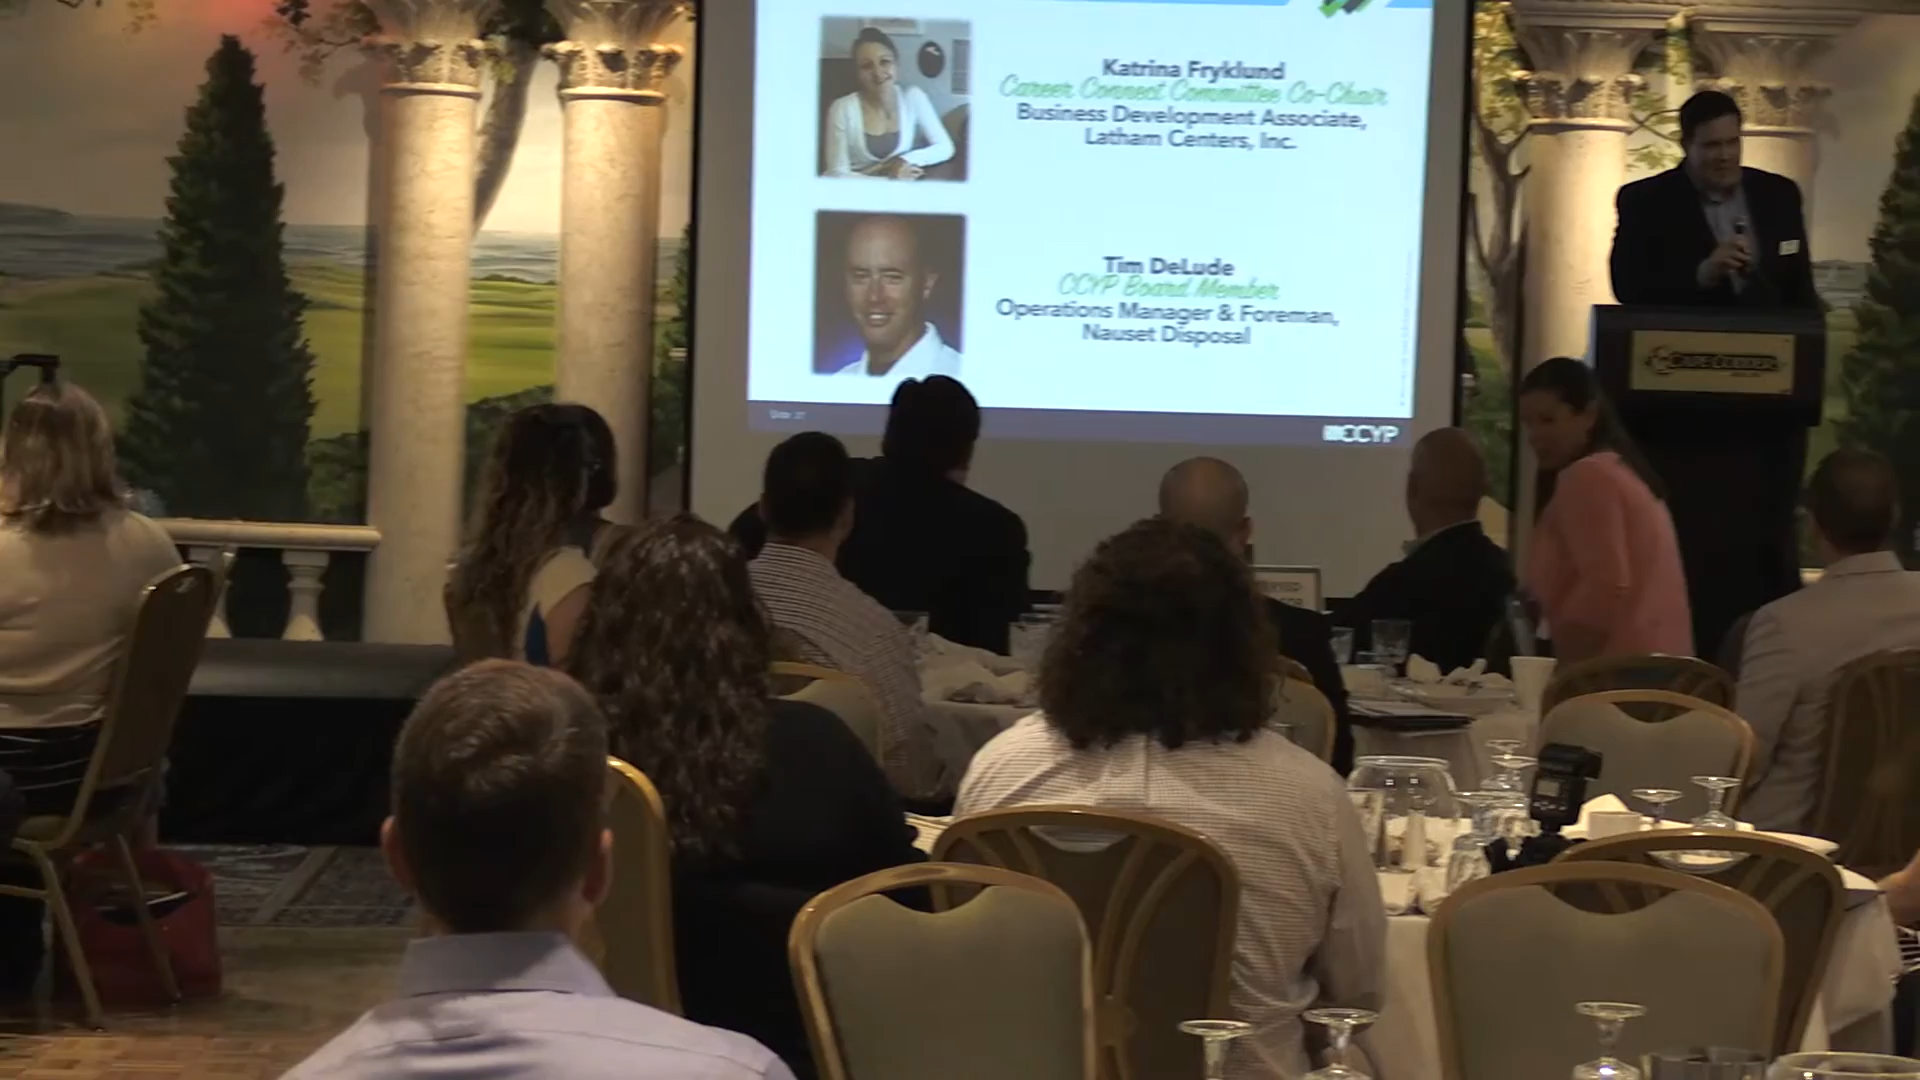 Katrina Fryklund
Career Connect Committee Co-Chair
Business Development Associate,
Latham Centers, Inc.
Tim DeLude
CCYP Board Member
Operations Manager & Foreman,
Nauset Disposal
CCYP